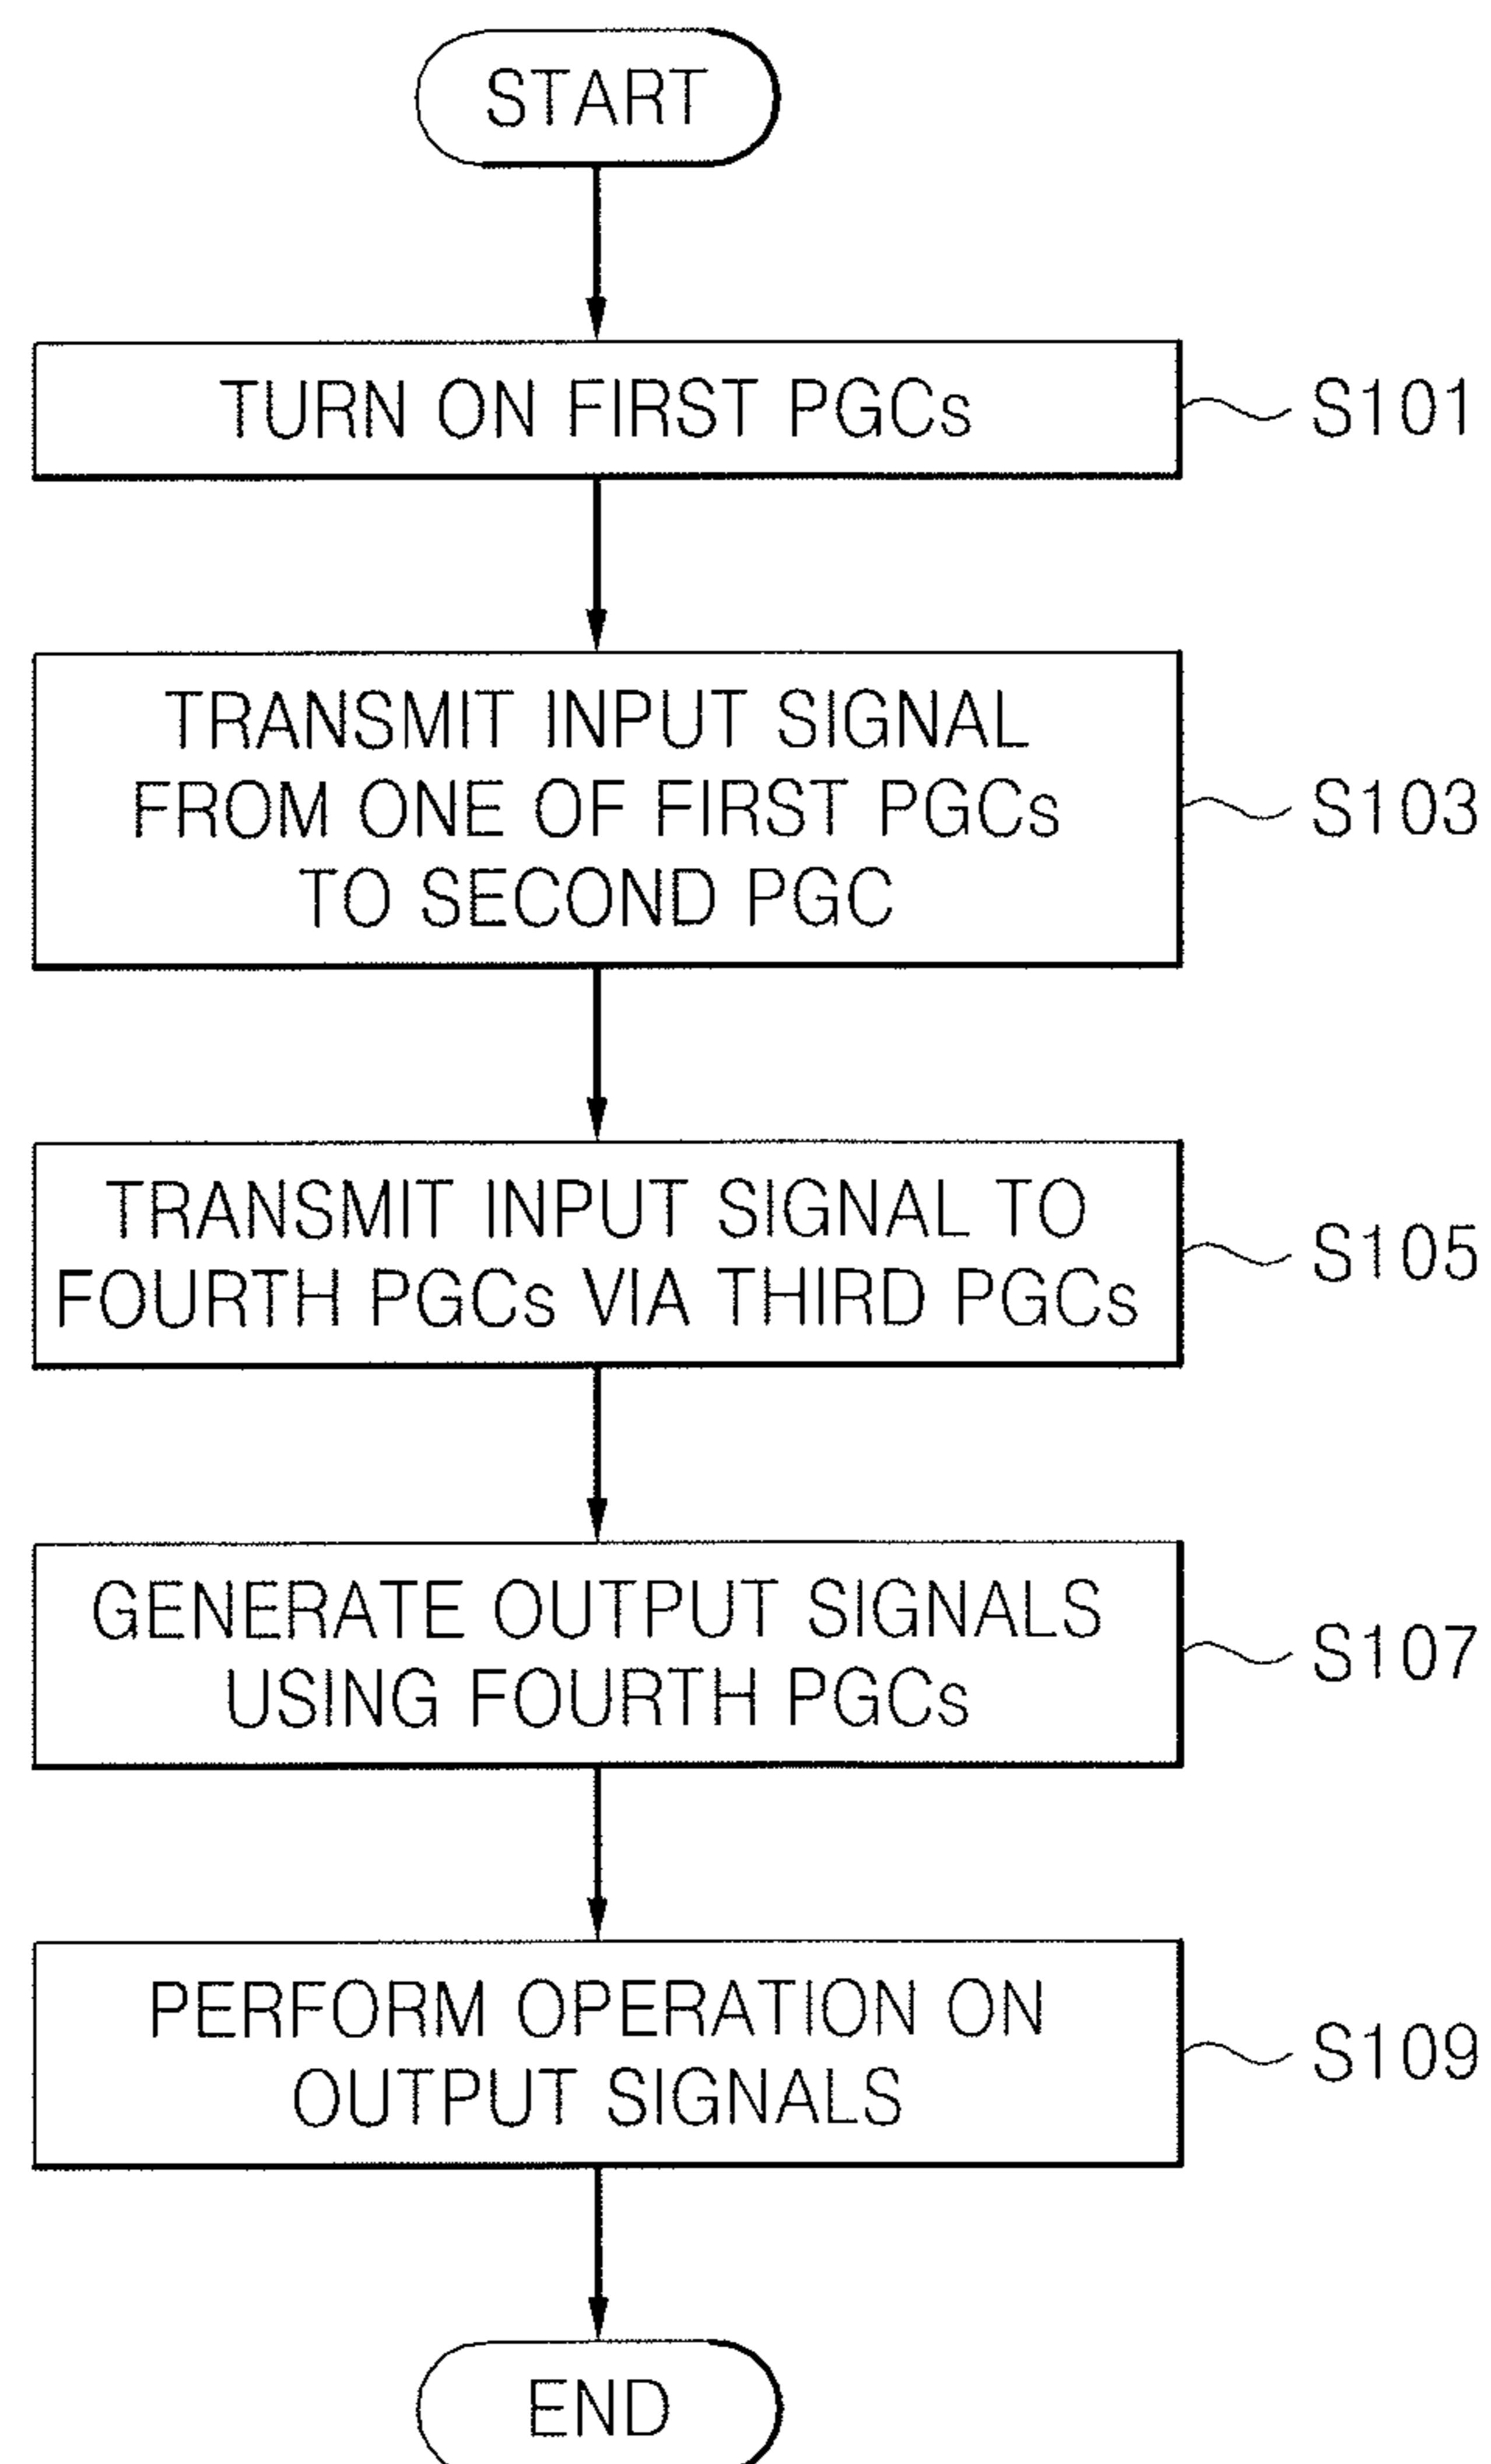 START
TURN ON FIRST PGCs
S101
TRANSMIT INPUT SIGNAL
FROM ONE OF FIRST PGCs
TO SECOND PGC
S103
TRANSMIT INPUT SIGNAL TO
FOURTH PGCs VIA THIRD PGCs
S105
GENERATE OUTPUT SIGNALS
USING FOURTH PGCs
S107
PERFORM OPERATION ON
OUTPUT SIGNALS
S109
END